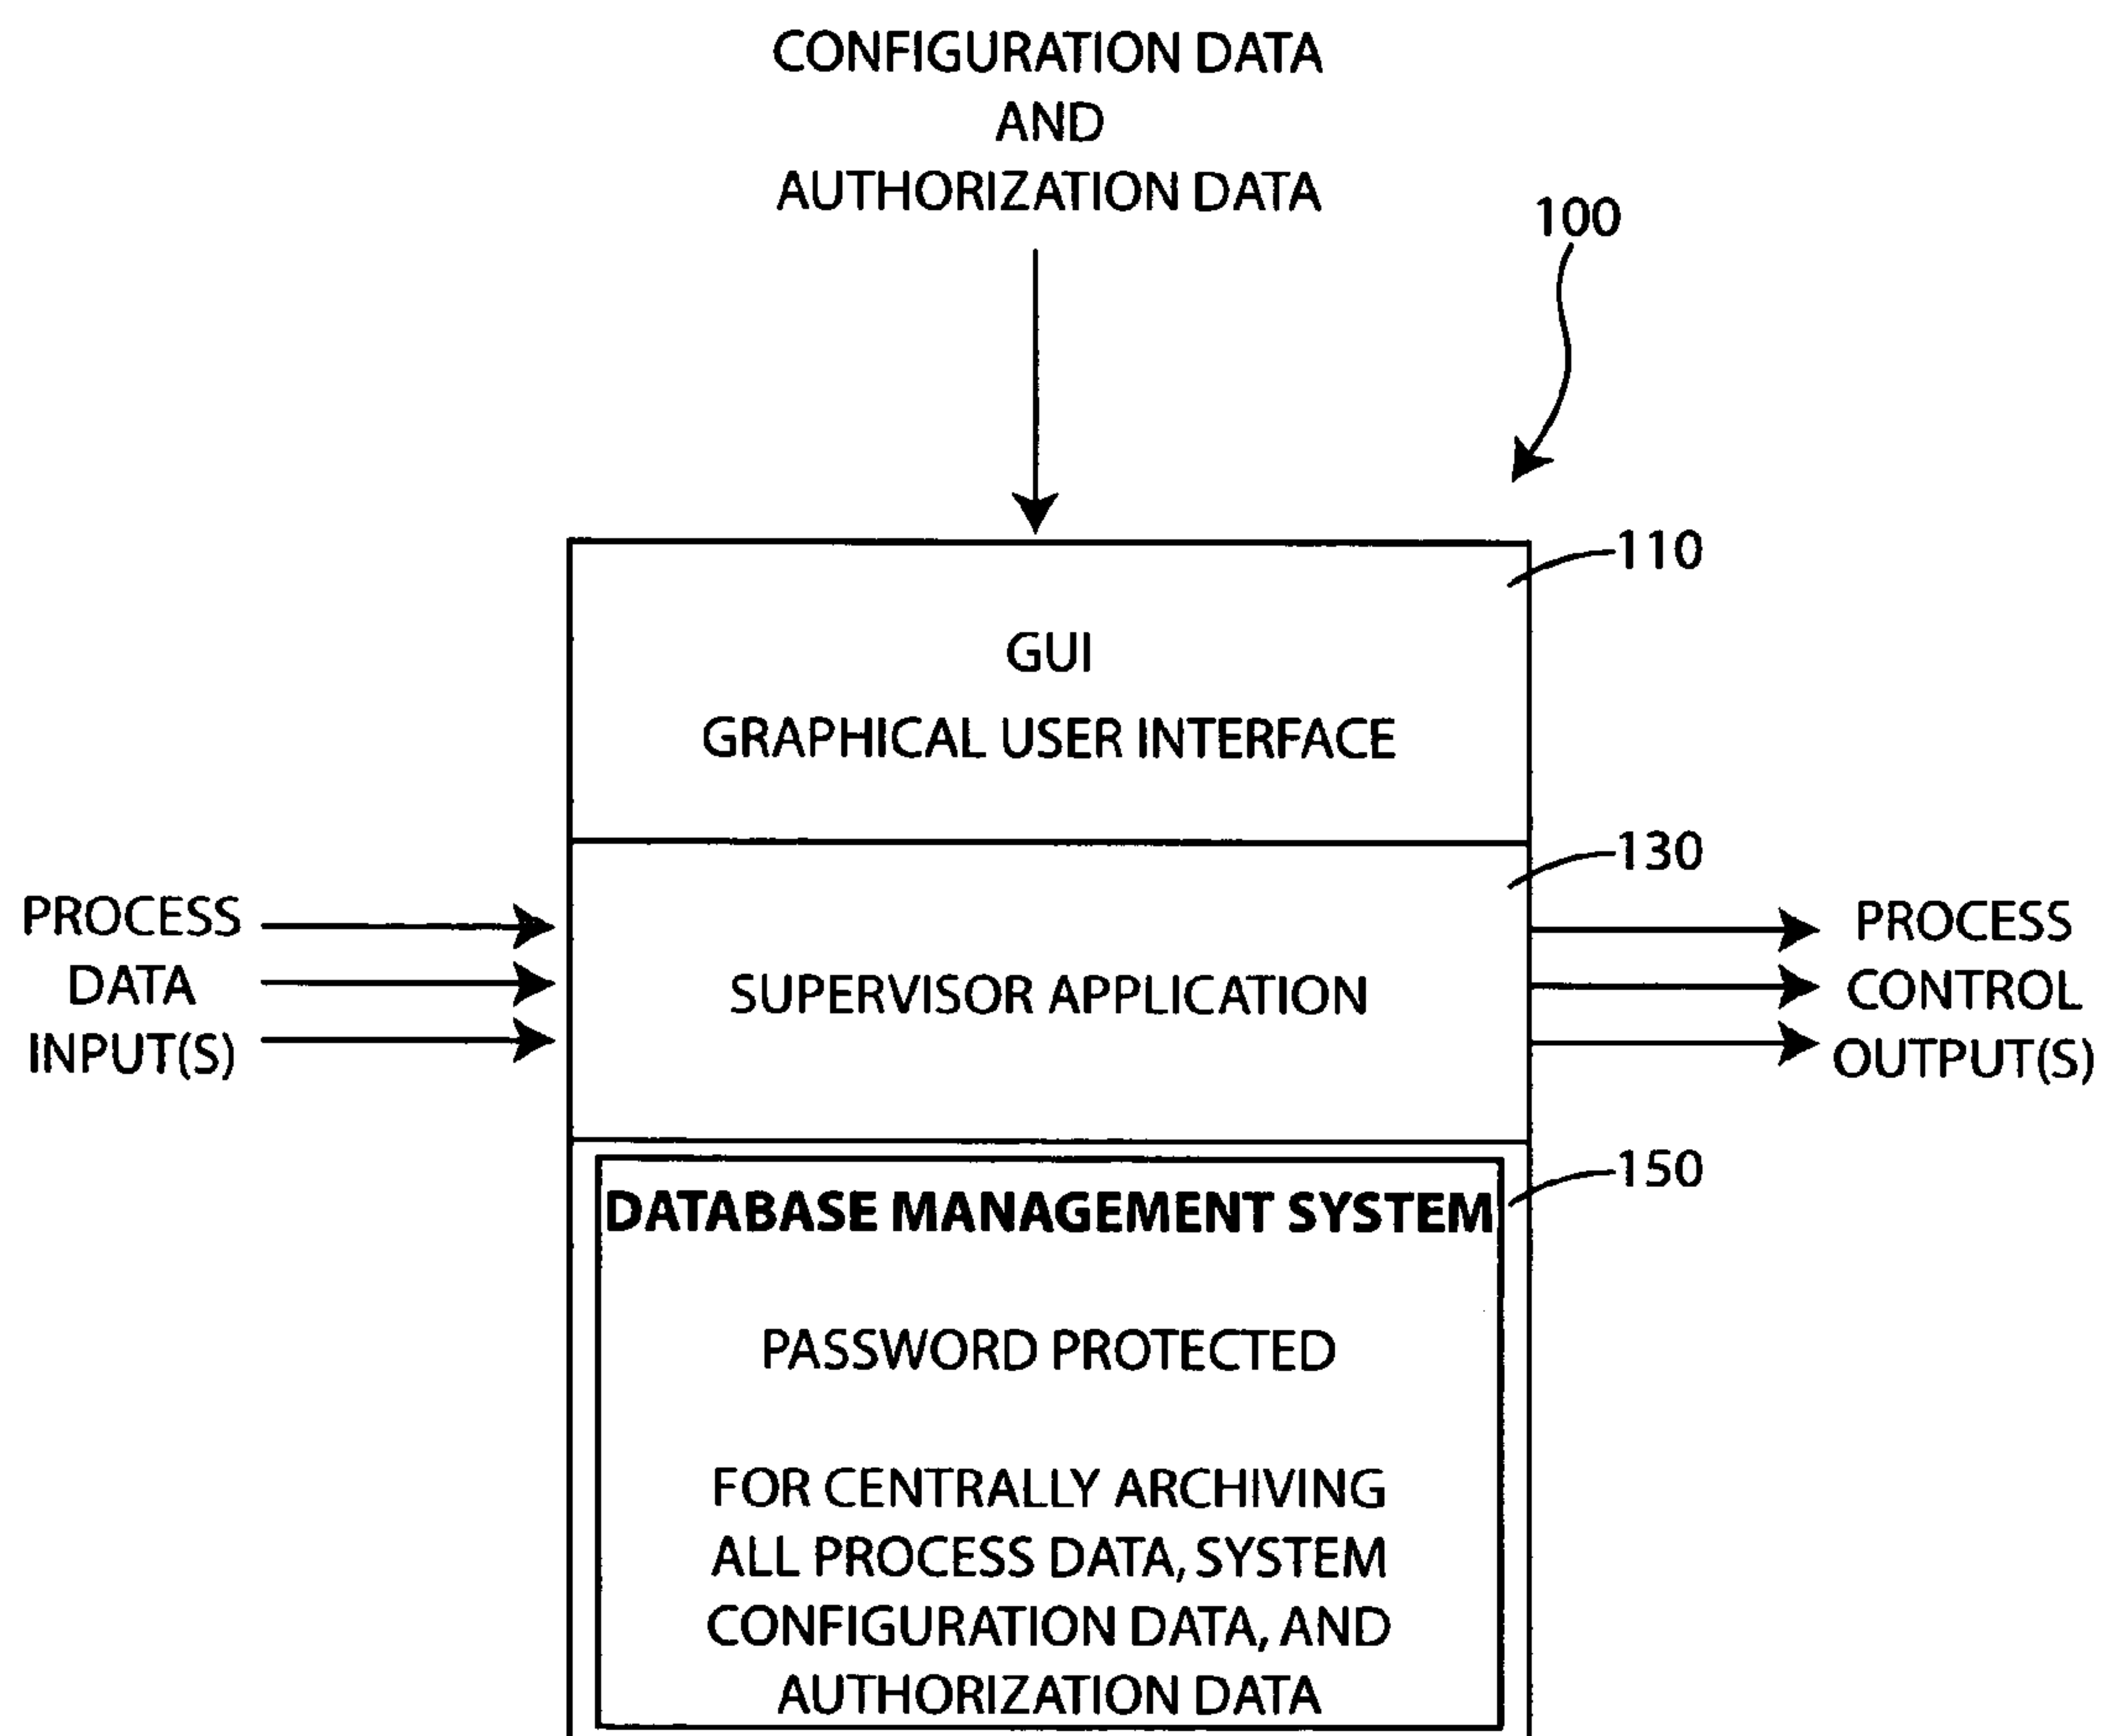 CONFIGURATION DATA
AND
AUTHORIZATION DATA
100
110
GUI
GRAPHICAL USER INTERFACE
130
PROCESS
DATA
INPUT(S)
SUPERVISOR APPLICATION
PROCESS
CONTROL
OUTPUT(S)
150
DATABASE MANAGEMENT SYSTEM
PASSWORD PROTECTED
FOR CENTRALLY ARCHIVING
ALL PROCESS DATA, SYSTEM
CONFIGURATION DATA, AND
AUTHORIZATION DATA